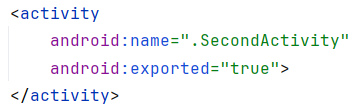 <activity
    android:name=".SecondActivity"
    android:exported="true">
</activity>